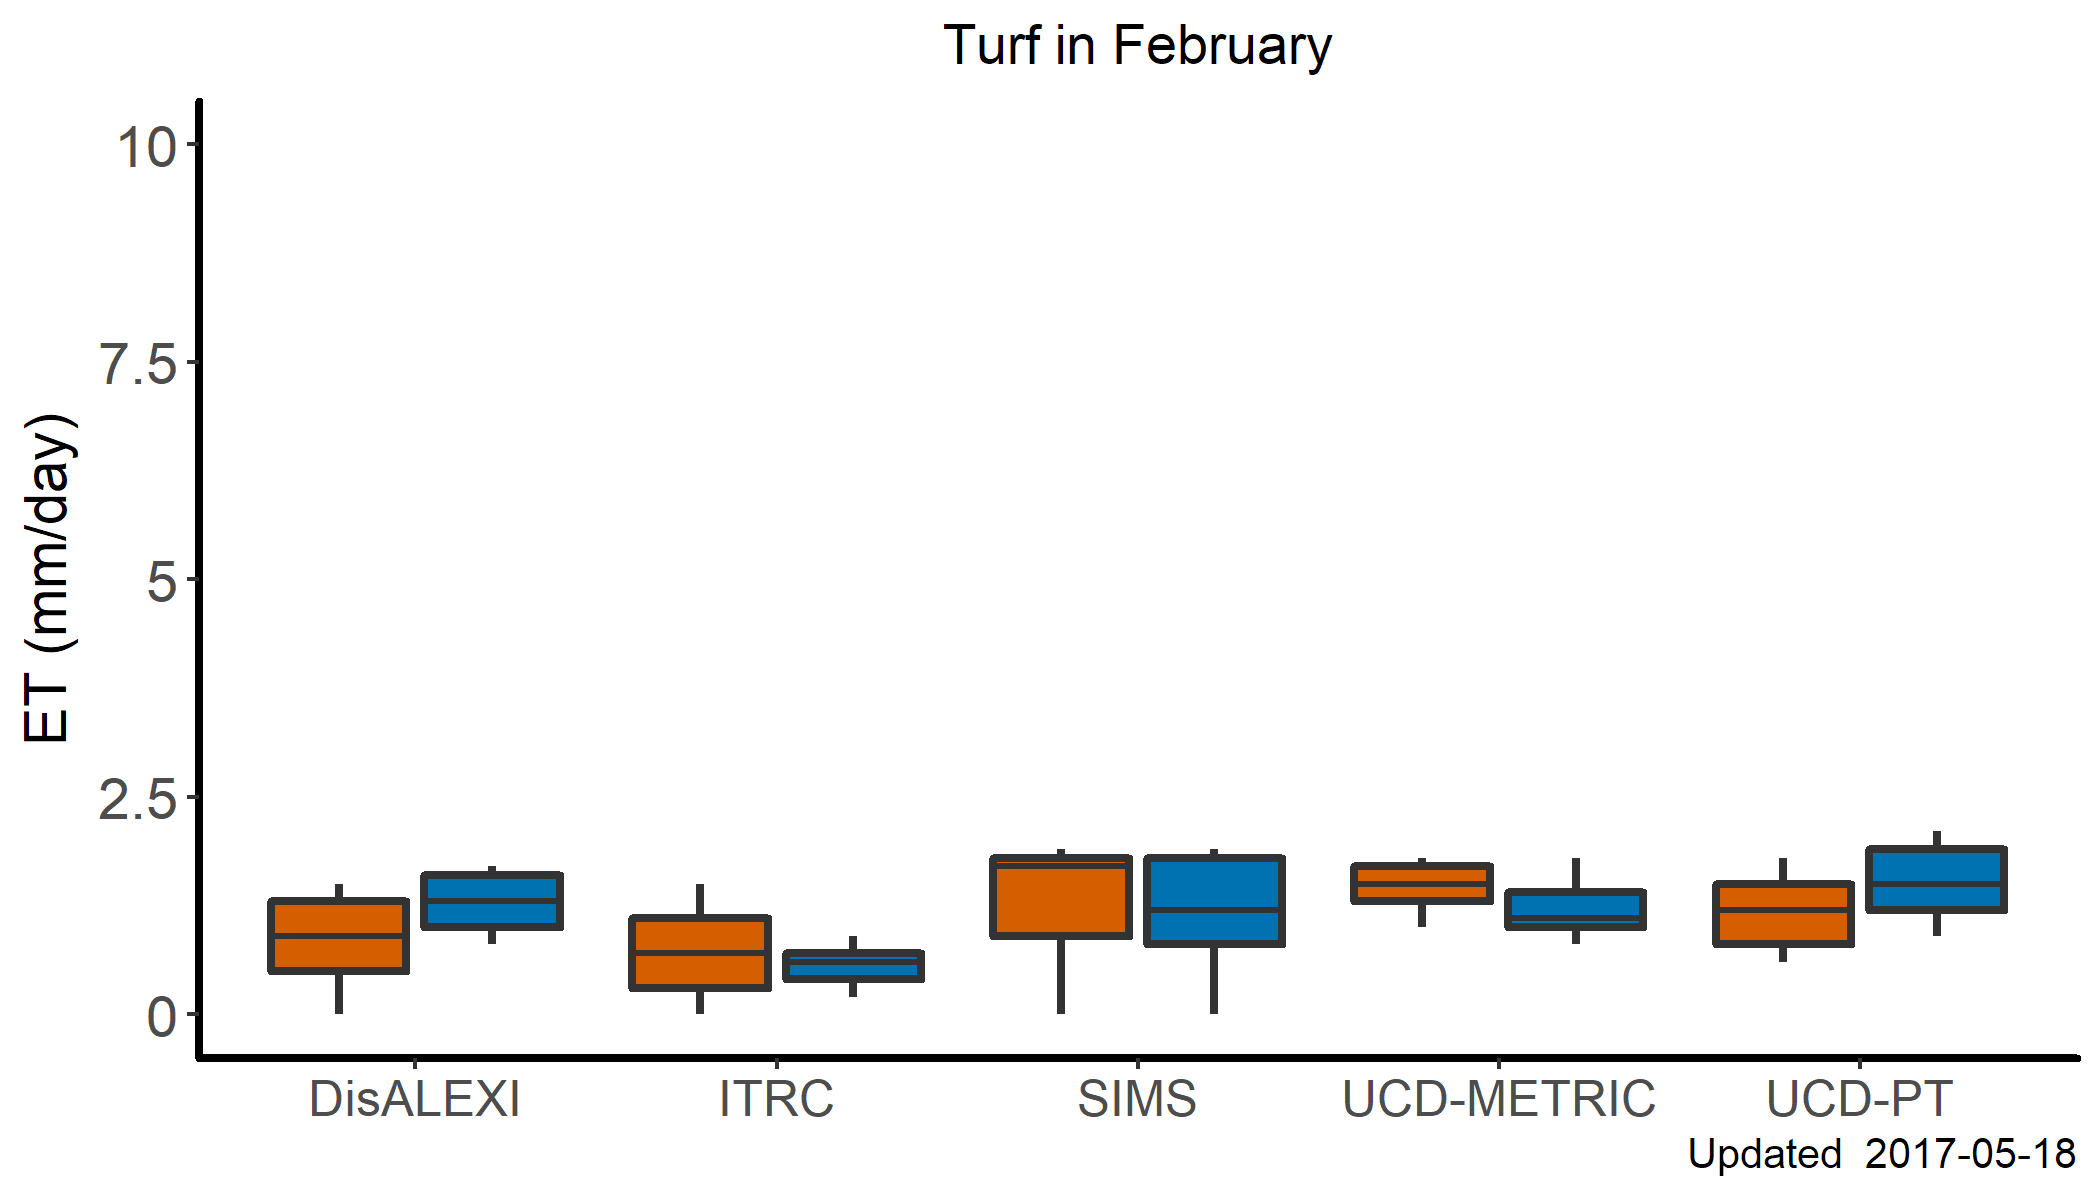 Turf in February
10
7.5
5
2.5
0
ET (mm/day)
DisALEXI ITRC SIMS UCD-METRIC UCD-PT
Updated  2017-05-18